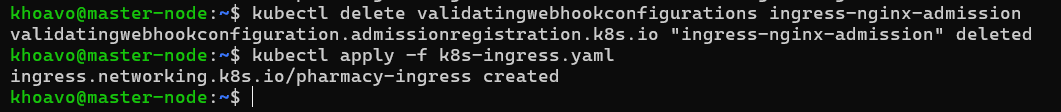 khoavo@master-node:~$ kubectl delete validatingwebhookconfigurations ingress-nginx-admission
validatingwebhookconfiguration.admissionregistration.k8s.io "ingress-nginx-admission" deleted
khoavo@master-node:~$ kubectl apply -f k8s-ingress.yaml
ingress.networking.k8s.io/pharmacy-ingress created
khoavo@master-node:~$